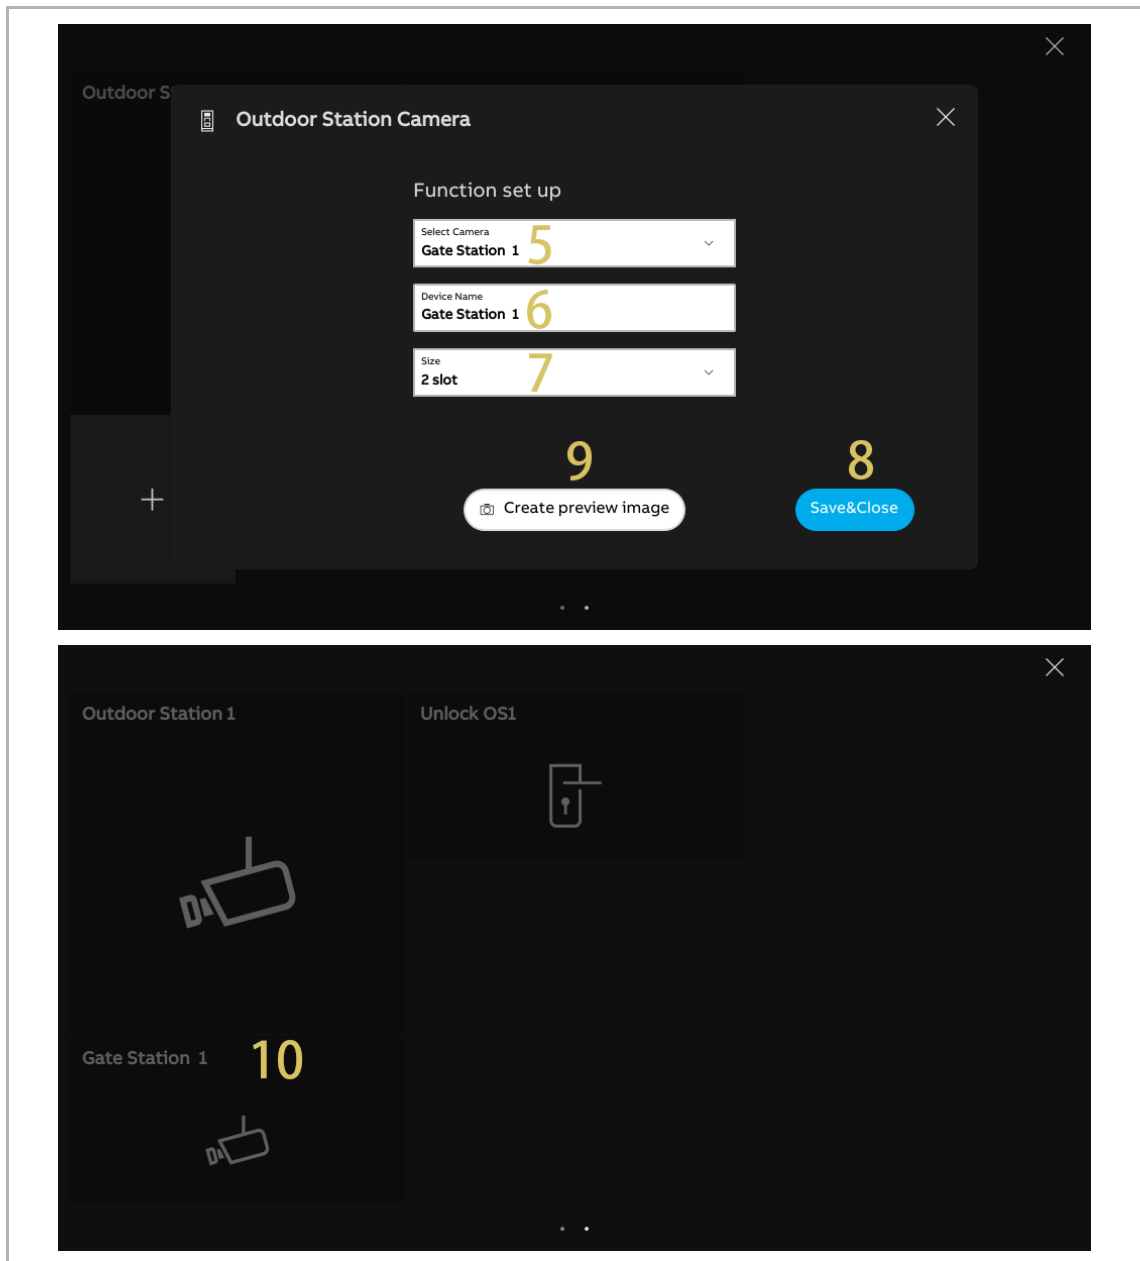 Outdoor S
Outdoor Station Camera
Function set up
Select Camera
Gate Station 1
5
Device Name
Gate Station 1
6
Size
2 slot
7
9
8
Create preview image
Save&Close
Outdoor Station 1
Unlock OS1
Gate Station 1
10